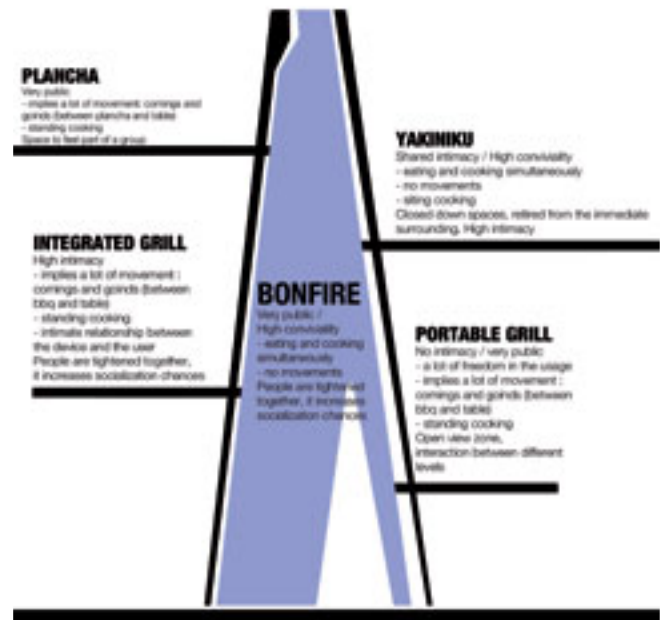 PLANCHA
Very public
- implies a lot of movement: comings and
goinds (between plancha and table)
- standing cooking
Space to feel part of a group
YAKINIKU
Shared intimacy / High conviviality
- eating and cooking simultaneously
- no movements
- siting cooking
Closed down spaces, retired from the immediate
surrounding. High intimacy
INTEGRATED GRILL
High intimacy
- implies a lot of movement :
comings and goinds (between
bbq and table)
- standing cooking
- intimate relationship between
the device and the user
People are tightened together,
it increases socialization chances
BONFIRE
Very public /
High conviviality
- eating and cooking
simultaneously
- no movements
People are tightened
together, it increases
socialization chances
PORTABLE GRILL
No intimacy / very public
- a lot of freedom in the usage
- implies a lot of movement :
comings and goinds (between
bbq and table)
- standing cooking
Open view zone,
interaction between different
levels